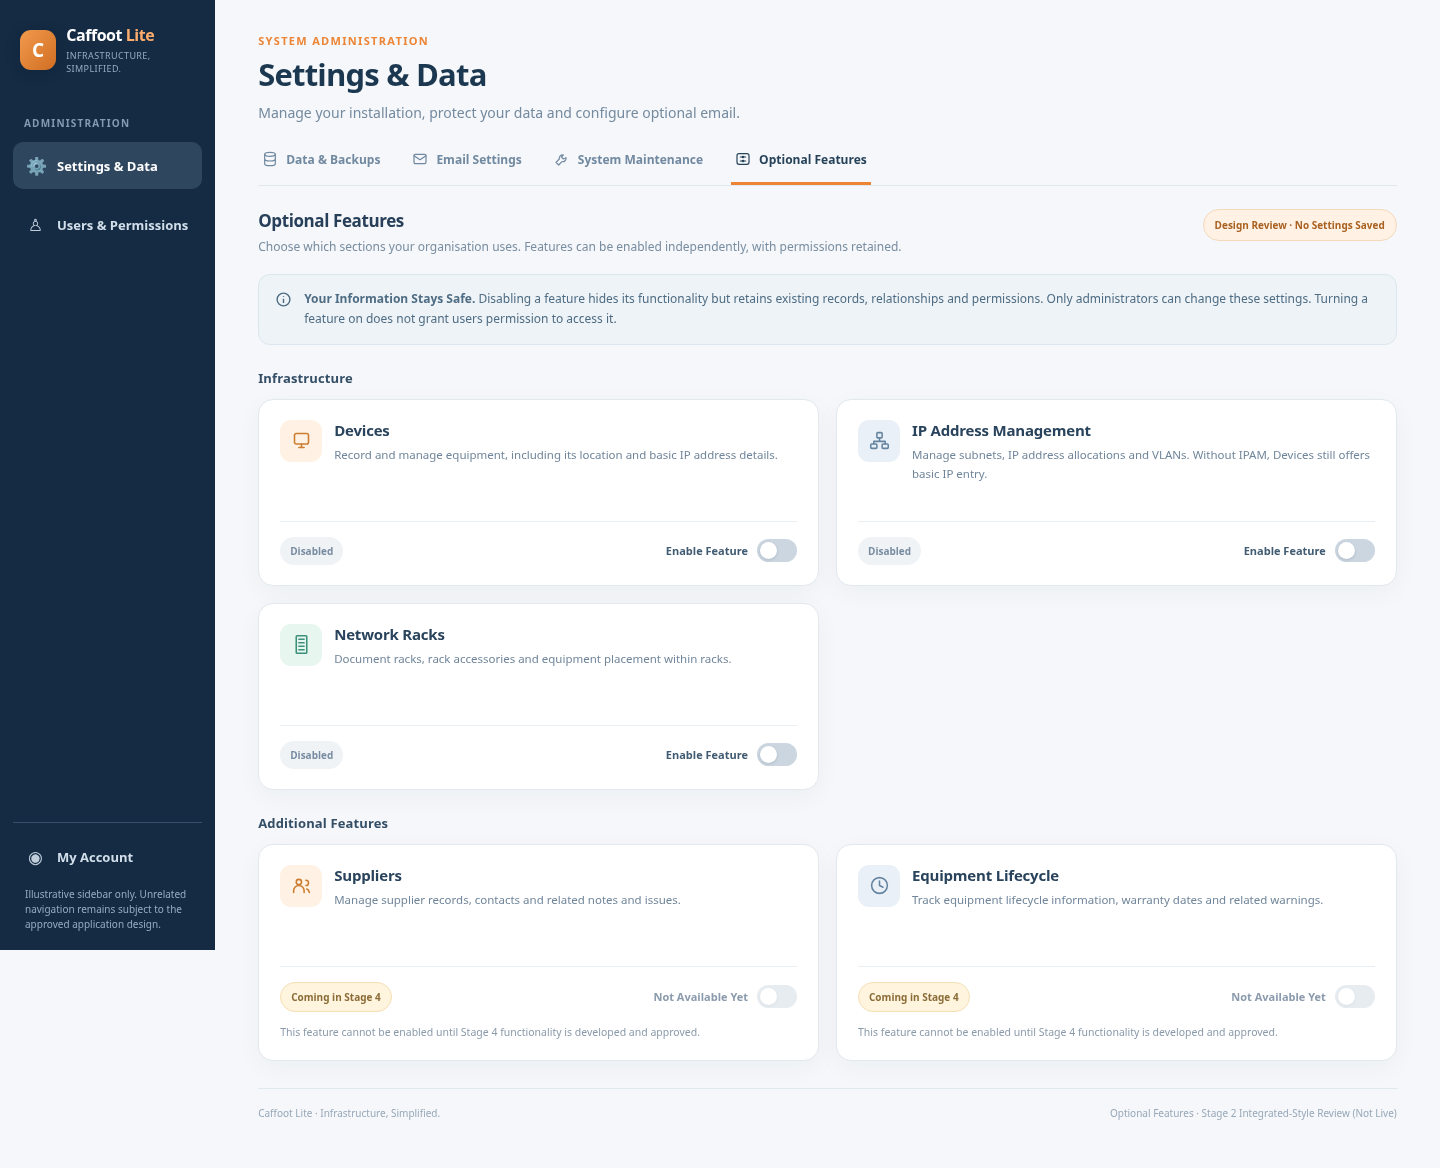 C
Caffoot Lite
INFRASTRUCTURE,
SIMPLIFIED.
ADMINISTRATION
Settings & Data
Users & Permissions
My Account
Illustrative sidebar only. Unrelated
navigation remains subject to the
approved application design.
SYSTEM ADMINISTRATION
Settings & Data
Manage your installation, protect your data and configure optional email.
Data & Backups
Email Settings
System Maintenance
Optional Features
Optional Features
Choose which sections your organisation uses. Features can be enabled independently, with permissions retained.
Design Review · No Settings Saved
Your Information Stays Safe. Disabling a feature hides its functionality but retains existing records, relationships and permissions. Only administrators can change these settings. Turning a
feature on does not grant users permission to access it.
Infrastructure
Devices
Record and manage equipment, including its location and basic IP address details.
Disabled
Enable Feature
IP Address Management
Manage subnets, IP address allocations and VLANs. Without IPAM, Devices still offers
basic IP entry.
Disabled
Enable Feature
Network Racks
Document racks, rack accessories and equipment placement within racks.
Disabled
Enable Feature
Additional Features
Suppliers
Manage supplier records, contacts and related notes and issues.
Coming in Stage 4
Not Available Yet
This feature cannot be enabled until Stage 4 functionality is developed and approved.
Equipment Lifecycle
Track equipment lifecycle information, warranty dates and related warnings.
Coming in Stage 4
Not Available Yet
This feature cannot be enabled until Stage 4 functionality is developed and approved.
Caffoot Lite · Infrastructure, Simplified.
Optional Features · Stage 2 Integrated-Style Review (Not Live)